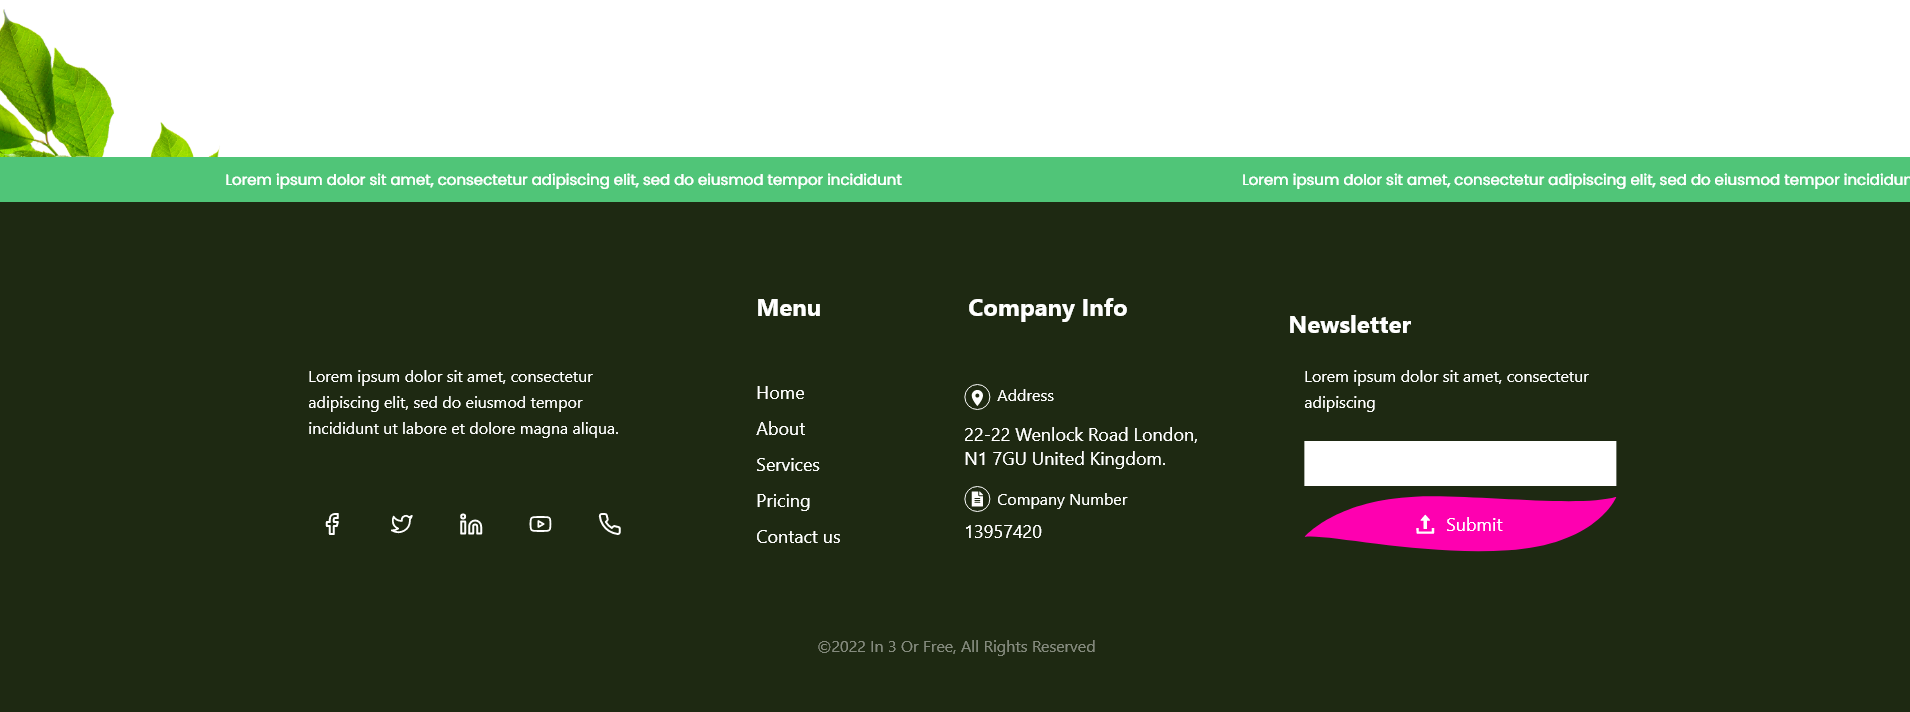 Lorem ipsum dolor sit amet, consectetur adipiscing elit, sed do eiusmod tempor incididunt
Lorem ipsum dolor sit amet, consectetur adipiscing elit, sed do eiusmod tempor incididun
Lorem ipsum dolor sit amet, consectetur
adipiscing elit, sed do eiusmod tempor
incididunt ut labore et dolore magna aliqua.
Menu
Home
About
Services
Pricing
Contact us
Company Info
Address
22-22 Wenlock Road London,
N1 7GU United Kingdom.
Company Number
13957420
Newsletter
Lorem ipsum dolor sit amet, consectetur
adipiscing
Submit
©2022 In 3 Or Free, All Rights Reserved